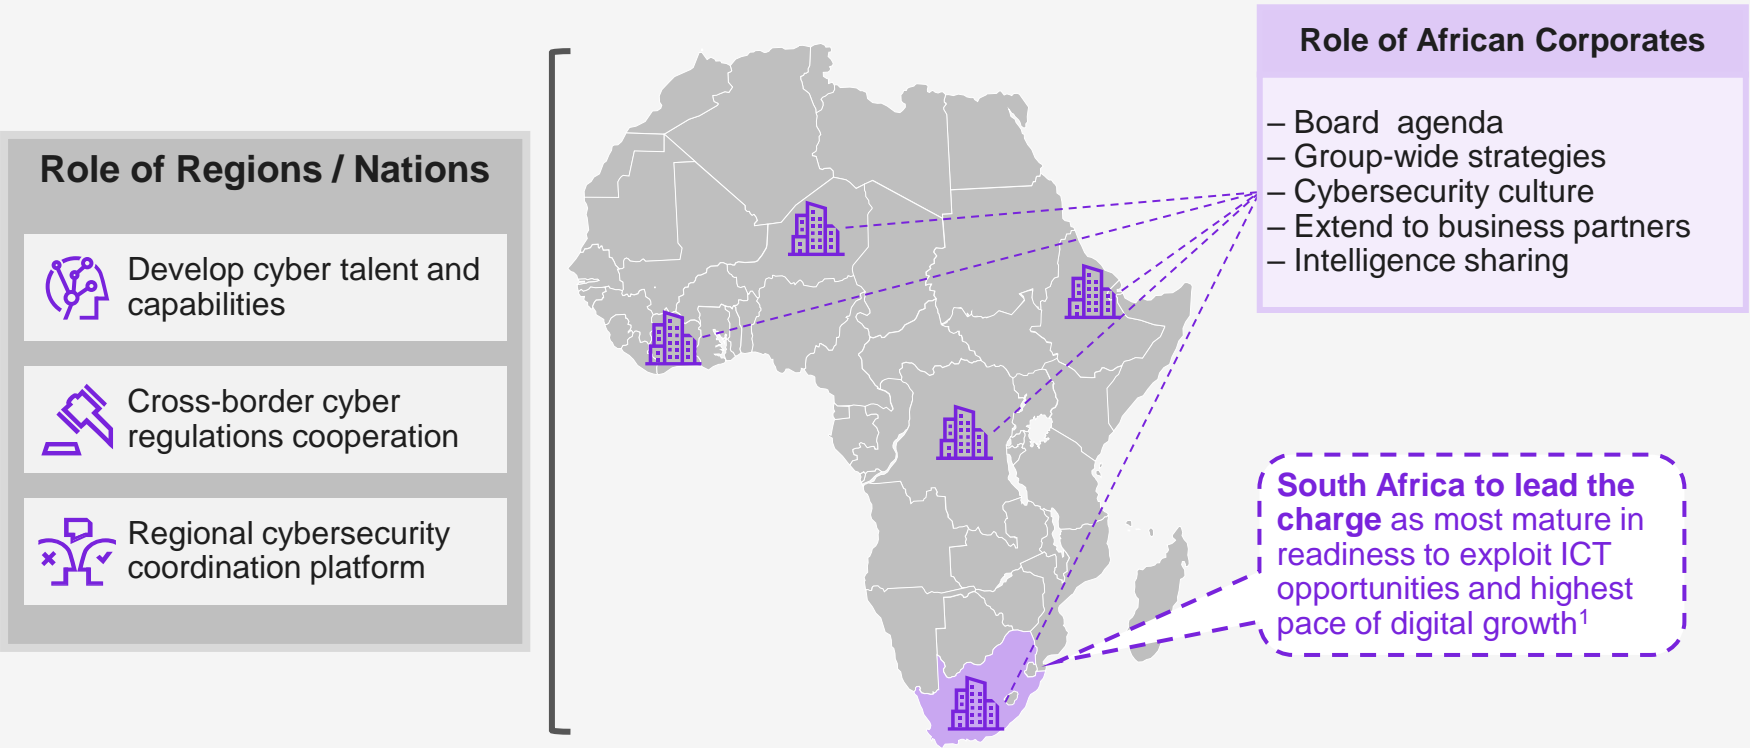 Role of Regions / Nations
Develop cyber talent and
capabilities
Cross-border cyber
regulations cooperation
Regional cybersecurity
coordination platform
Role of African Corporates
– Board  agenda
– Group-wide strategies
– Cybersecurity culture
– Extend to business partners
– Intelligence sharing
South Africa to lead the
charge as most mature in
readiness to exploit ICT
opportunities and highest
pace of digital growth¹